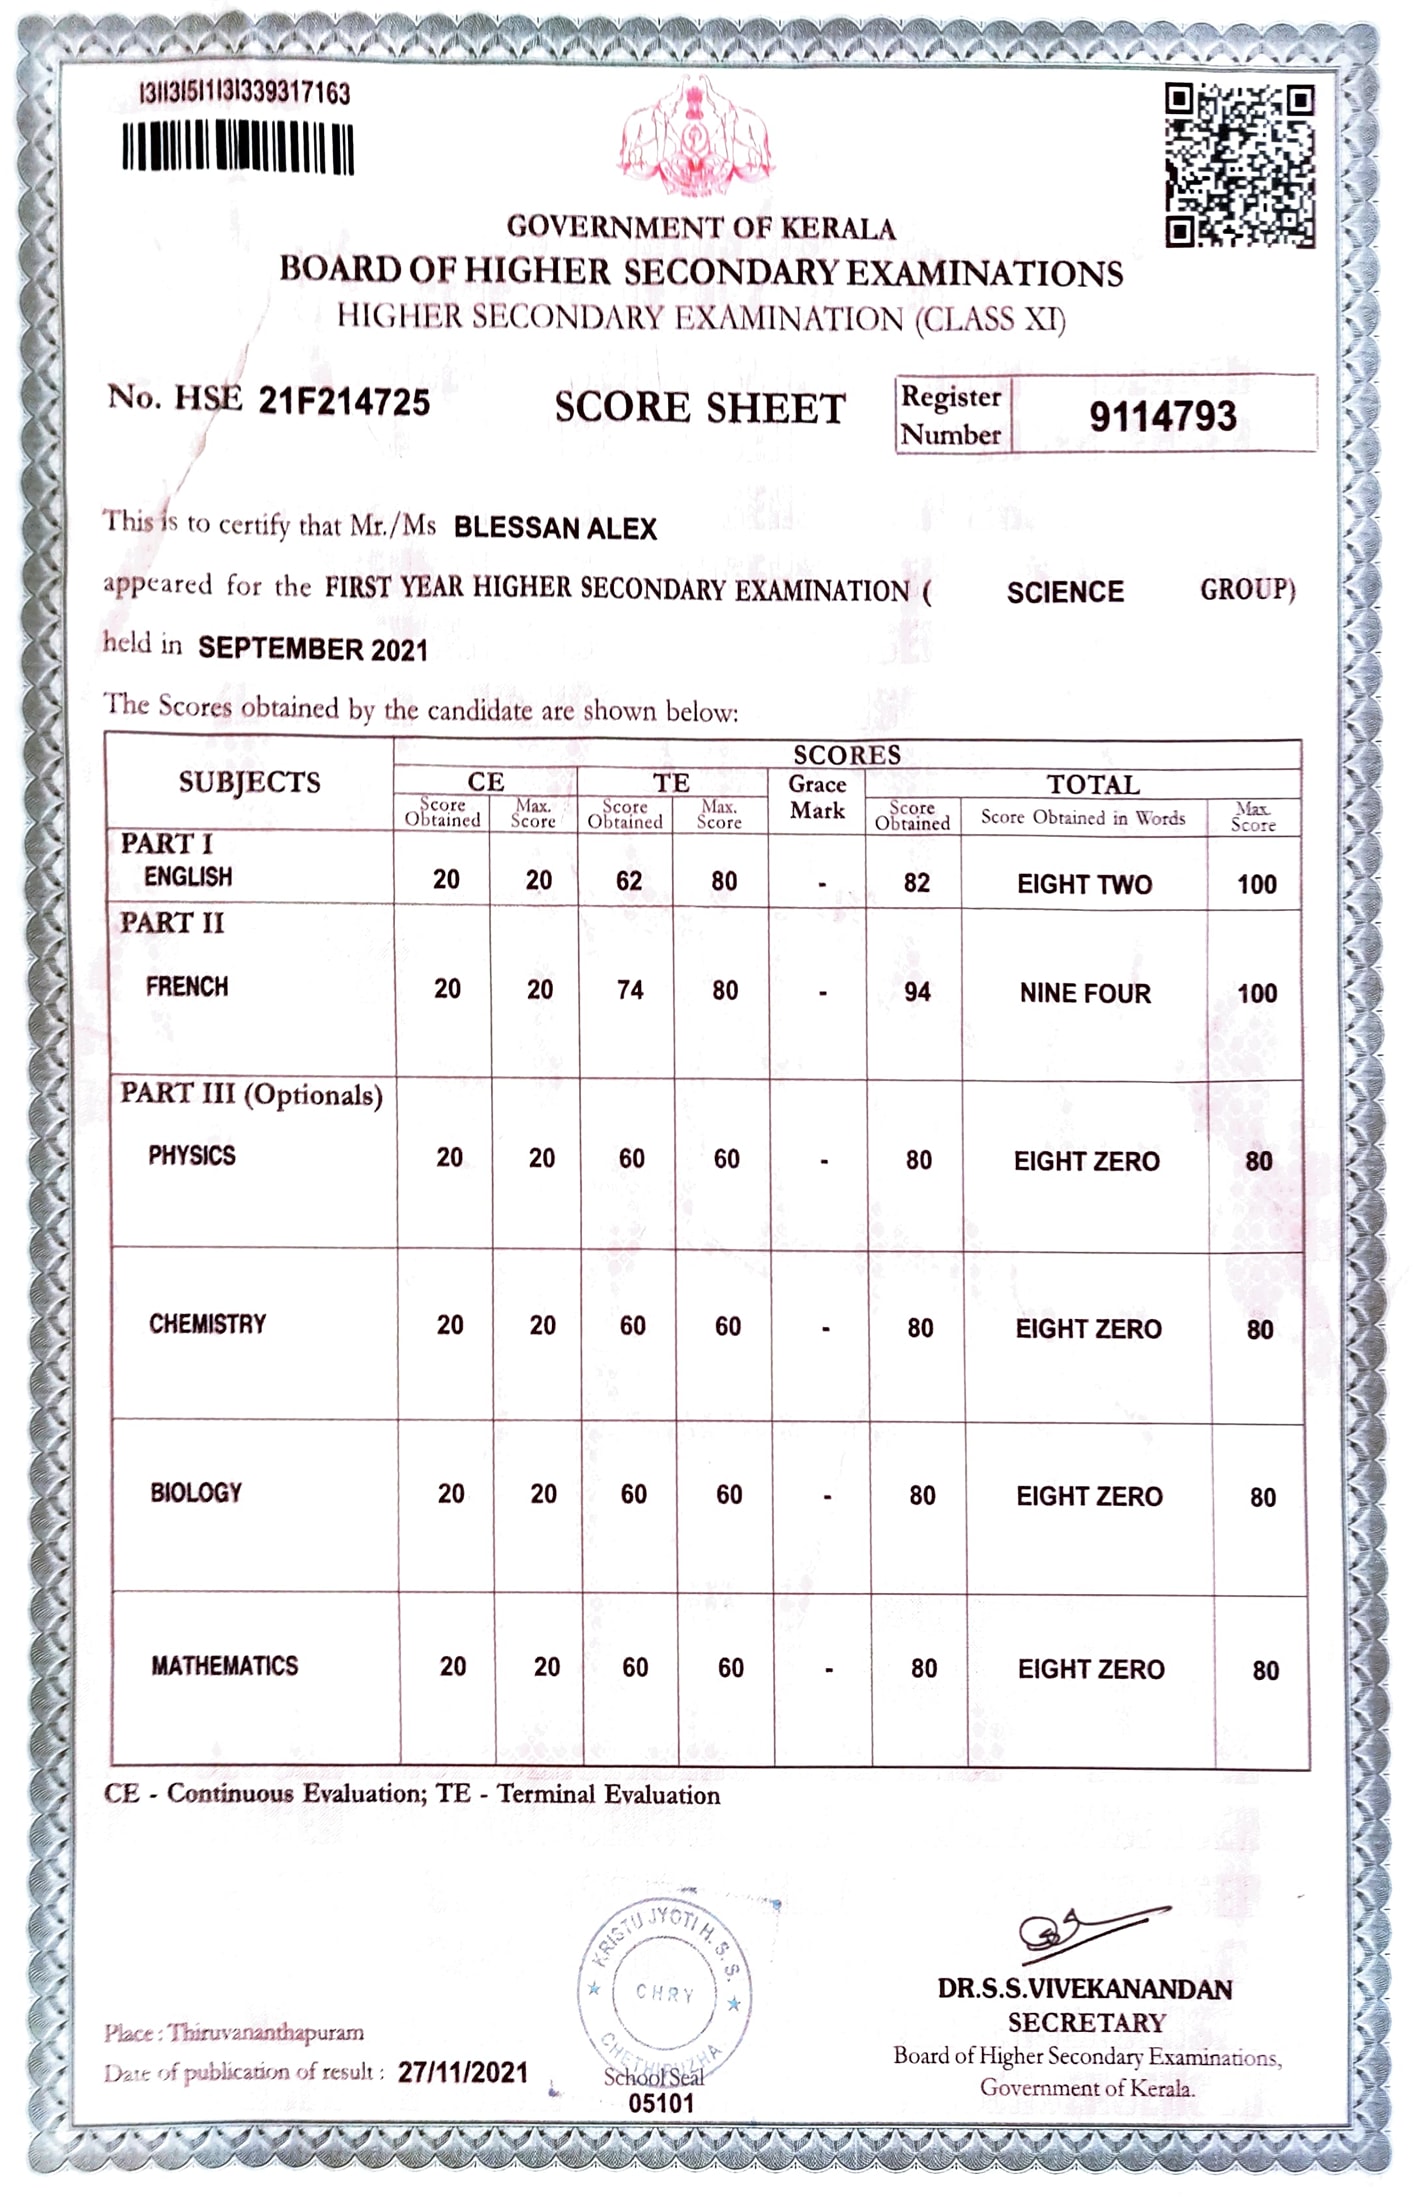 GOVERNMENT OF KERALA
BOARD OF HIGHER SECONDARY EXAMINATIONS
HIGHER SECONDARY EXAMINATION (CLASS XI)
No. HSE 21F214725 SCORE SHEET Register Number 9114793
This is to certify that Mr./Ms BLESSAN ALEX
appeared for the FIRST YEAR HIGHER SECONDARY EXAMINATION ( SCIENCE GROUP)
held in SEPTEMBER 2021
The Scores obtained by the candidate are shown below:
SUBJECTS SCORES
CE TE Grace Mark TOTAL
Score Obtained Max. Score Score Obtained Max. Score Score Obtained Score Obtained in Words Max. Score
PART I
ENGLISH 20 20 62 80 - 82 EIGHT TWO 100
PART II
FRENCH 20 20 74 80 - 94 NINE FOUR 100
PART III (Optionals)
PHYSICS 20 20 60 60 - 80 EIGHT ZERO 80
CHEMISTRY 20 20 60 60 - 80 EIGHT ZERO 80
BIOLOGY 20 20 60 60 - 80 EIGHT ZERO 80
MATHEMATICS 20 20 60 60 - 80 EIGHT ZERO 80
CE - Continuous Evaluation; TE - Terminal Evaluation
KRISTU JYOTI H. S. S.
CHRY
CHETHIPUZHA
DR.S.S.VIVEKANANDAN
SECRETARY
Board of Higher Secondary Examinations,
Government of Kerala.
Place : Thiruvananthapuram
Date of publication of result : 27/11/2021
School Seal
05101